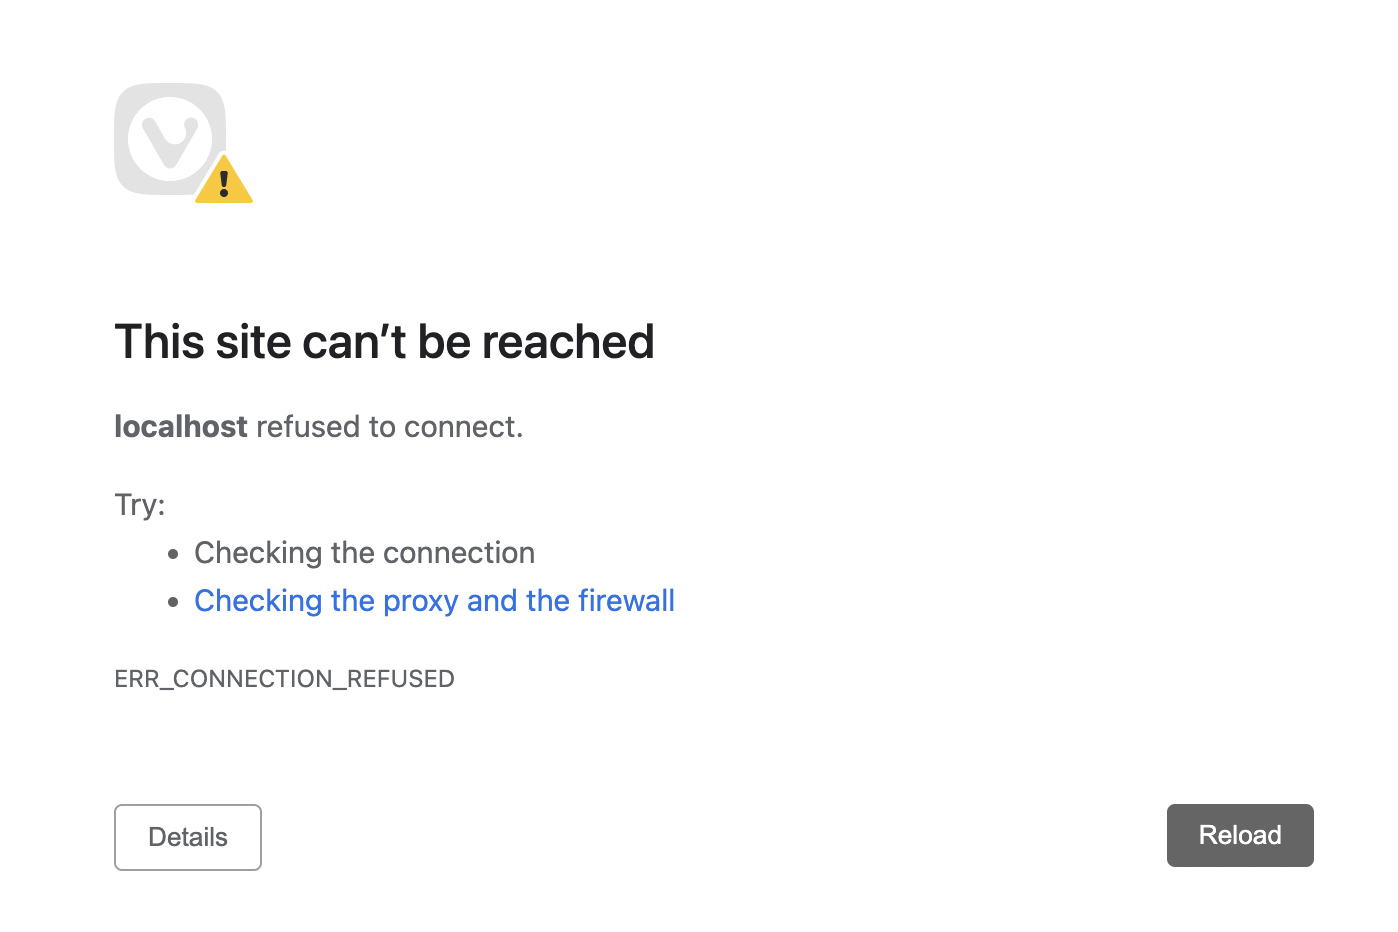 This site can’t be reached
localhost refused to connect.
Try:
• Checking the connection
• Checking the proxy and the firewall
ERR_CONNECTION_REFUSED
Details
Reload